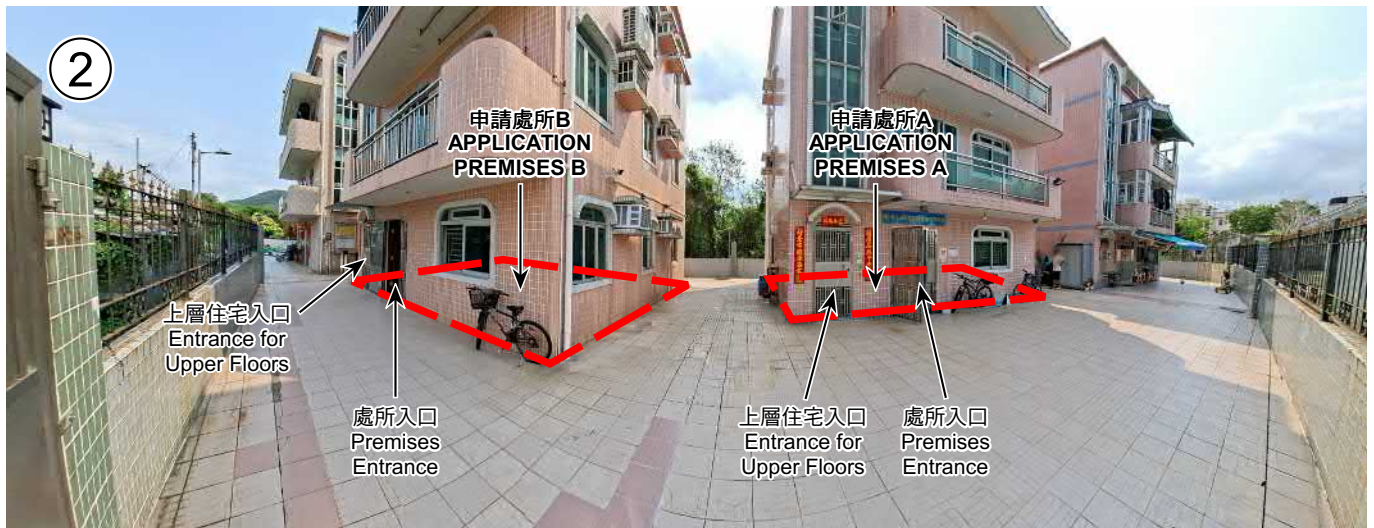 2
申請處所B
APPLICATION
PREMISES B
申請處所A
APPLICATION
PREMISES A
上層住宅入口
Entrance for
Upper Floors
處所入口
Premises
Entrance
上層住宅入口
Entrance for
Upper Floors
處所入口
Premises
Entrance